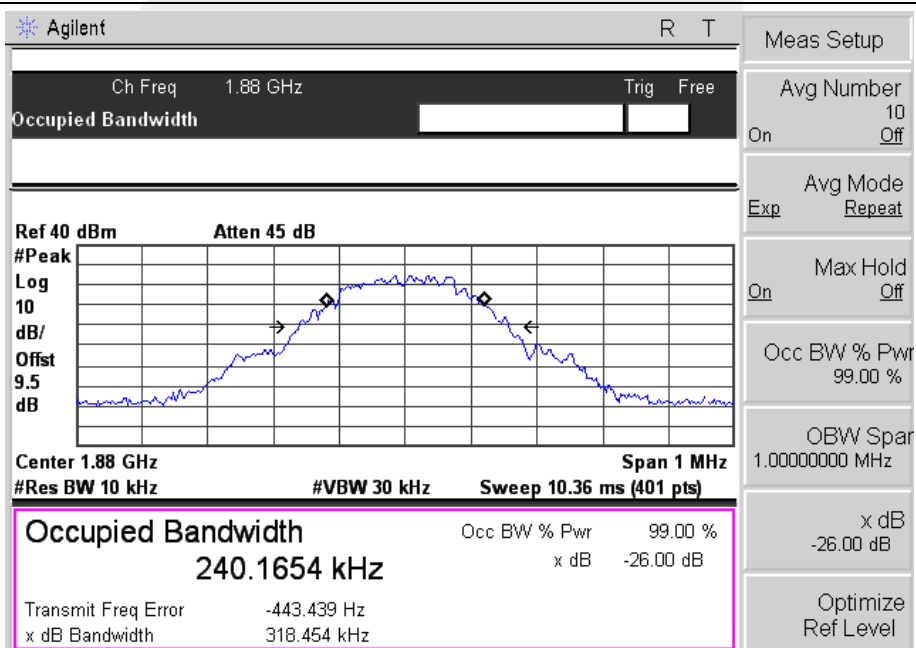 Agilent R T
Ch Freq 1.88 GHz Trig Free
Occupied Bandwidth
Ref 40 dBm Atten 45 dB
#Peak
Log
10
dB/
Offst
9.5
dB
Center 1.88 GHz Span 1 MHz
#Res BW 10 kHz #VBW 30 kHz Sweep 10.36 ms (401 pts)
Occupied Bandwidth
240.1654 kHz
Occ BW % Pwr 99.00 %
x dB -26.00 dB
Transmit Freq Error -443.439 Hz
x dB Bandwidth 318.454 kHz
Meas Setup
Avg Number
10
On Off
Avg Mode
Exp Repeat
Max Hold
On Off
Occ BW % Pwr
99.00 %
OBW Span
1.00000000 MHz
x dB
-26.00 dB
Optimize
Ref Level